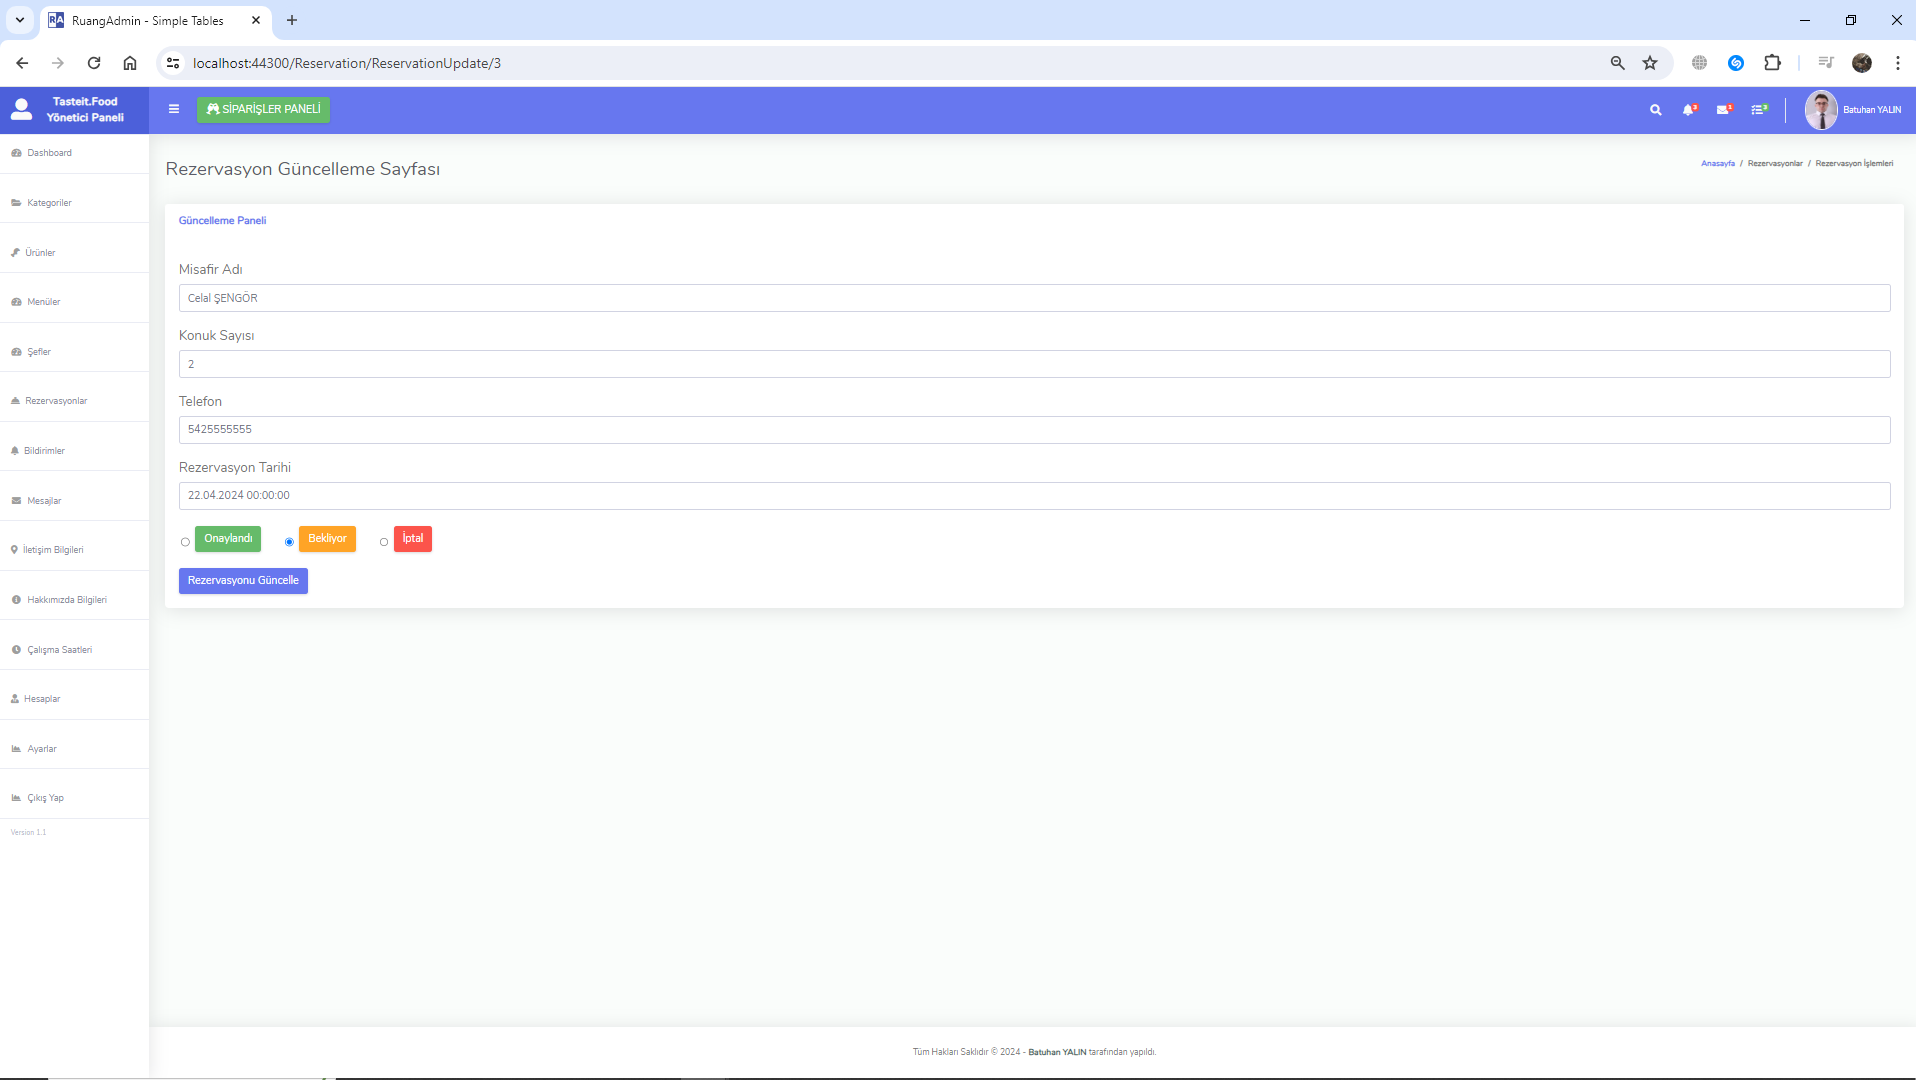 RA RuangAdmin - Simple Tables
localhost:44300/Reservation/ReservationUpdate/3
Tasteit.Food
Yönetici Paneli
SİPARİŞLER PANELİ
3
3
3
Batuhan YALIN
Dashboard
Kategoriler
Ürünler
Menüler
Şefler
Rezervasyonlar
Bildirimler
Mesajlar
İletişim Bilgileri
Hakkımızda Bilgileri
Çalışma Saatleri
Hesaplar
Ayarlar
Çıkış Yap
Version 1.1
Rezervasyon Güncelleme Sayfası
Anasayfa / Rezervasyonlar / Rezervasyon İşlemleri
Güncelleme Paneli
Misafir Adı
Celal ŞENGÖR
Konuk Sayısı
2
Telefon
5425555555
Rezervasyon Tarihi
22.04.2024 00:00:00
Onaylandı Bekliyor İptal
Rezervasyonu Güncelle
Tüm Hakları Saklıdır © 2024 - Batuhan YALIN tarafından yapıldı.